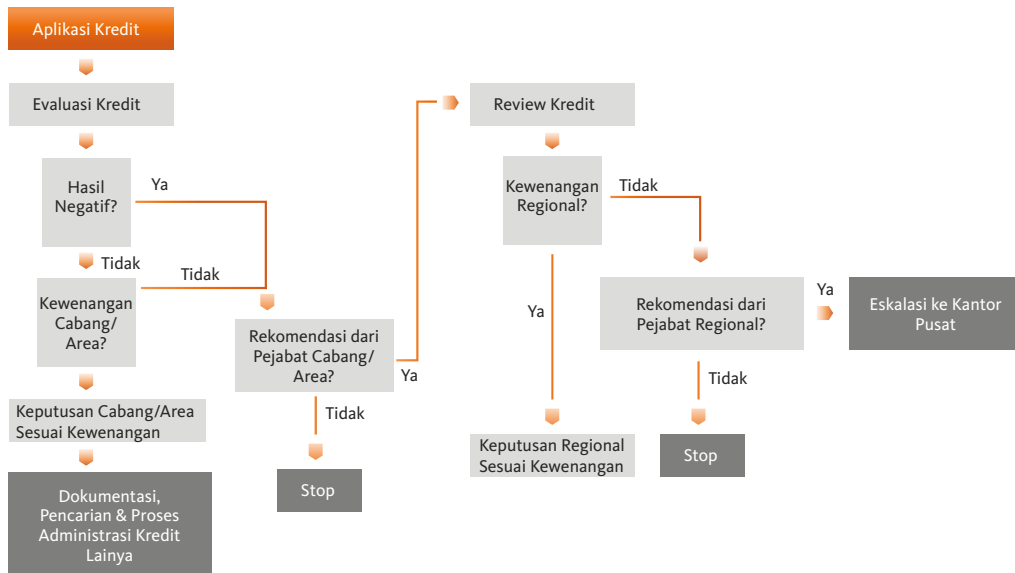 Aplikasi Kredit
Evaluasi Kredit
Hasil
Negatif?
Ya
Tidak
Kewenangan
Cabang/
Area?
Tidak
Keputusan Cabang/Area
Sesuai Kewenangan
Dokumentasi,
Pencarian & Proses
Administrasi Kredit
Lainya
Rekomendasi dari
Pejabat Cabang/
Area?
Ya
Tidak
Stop
Review Kredit
Kewenangan
Regional?
Tidak
Ya
Keputusan Regional
Sesuai Kewenangan
Rekomendasi dari
Pejabat Regional?
Ya
Tidak
Stop
Eskalasi ke Kantor
Pusat